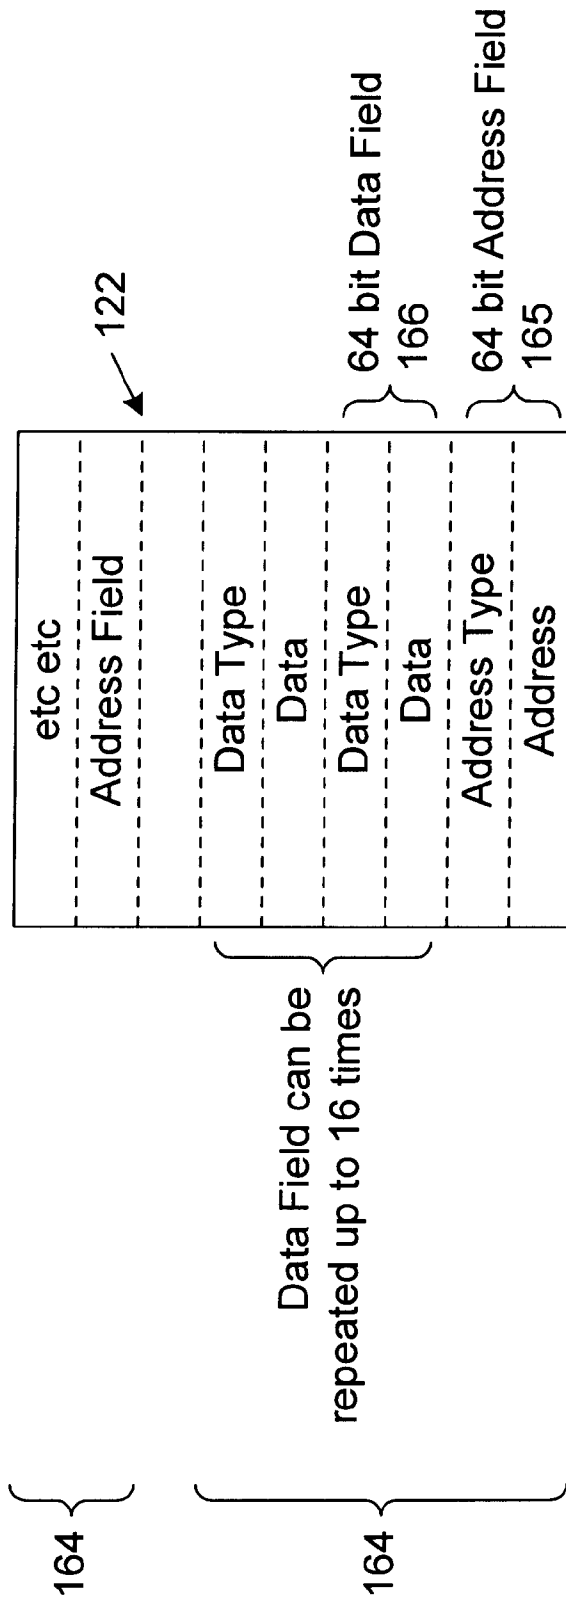 164
etc etc
Address Field
122
164
Data Field can be
repeated up to 16 times
Data Type
Data
Data Type
Data
64 bit Data Field
166
Address Type
Address
64 bit Address Field
165